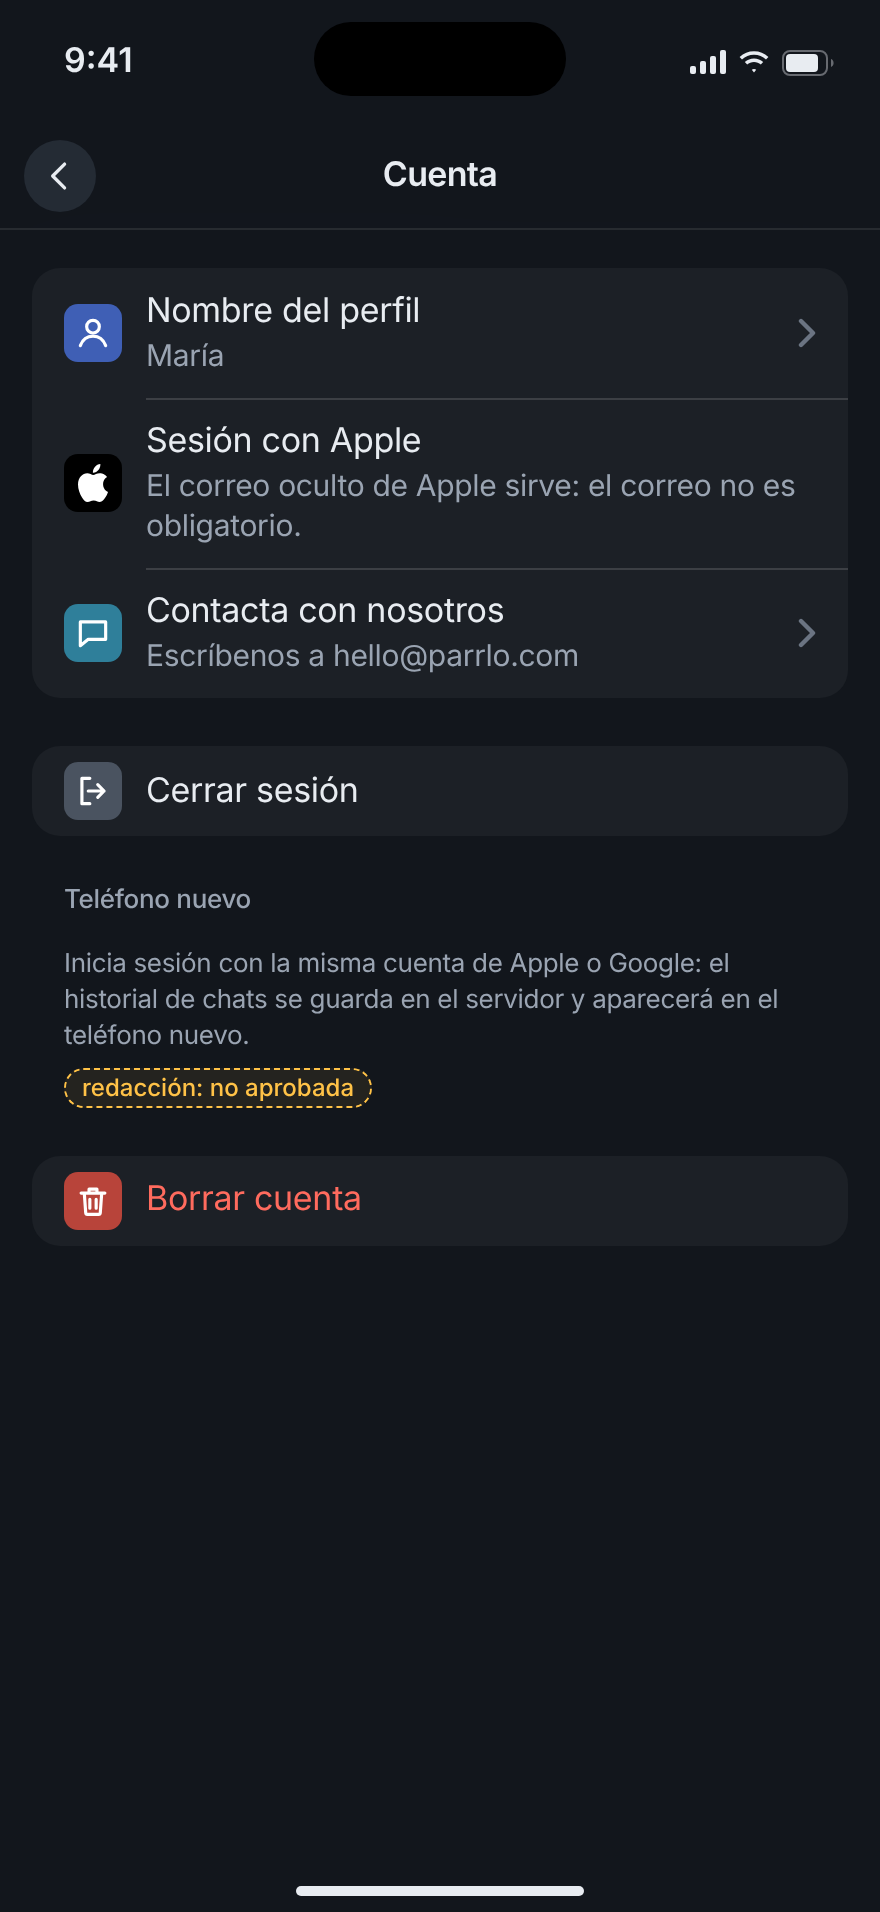 9:41
Cuenta
Nombre del perfil
María
Sesión con Apple
El correo oculto de Apple sirve: el correo no es
obligatorio.
Contacta con nosotros
Escríbenos a hello@parrlo.com
Cerrar sesión
Teléfono nuevo
Inicia sesión con la misma cuenta de Apple o Google: el
historial de chats se guarda en el servidor y aparecerá en el
teléfono nuevo.
redacción: no aprobada
Borrar cuenta